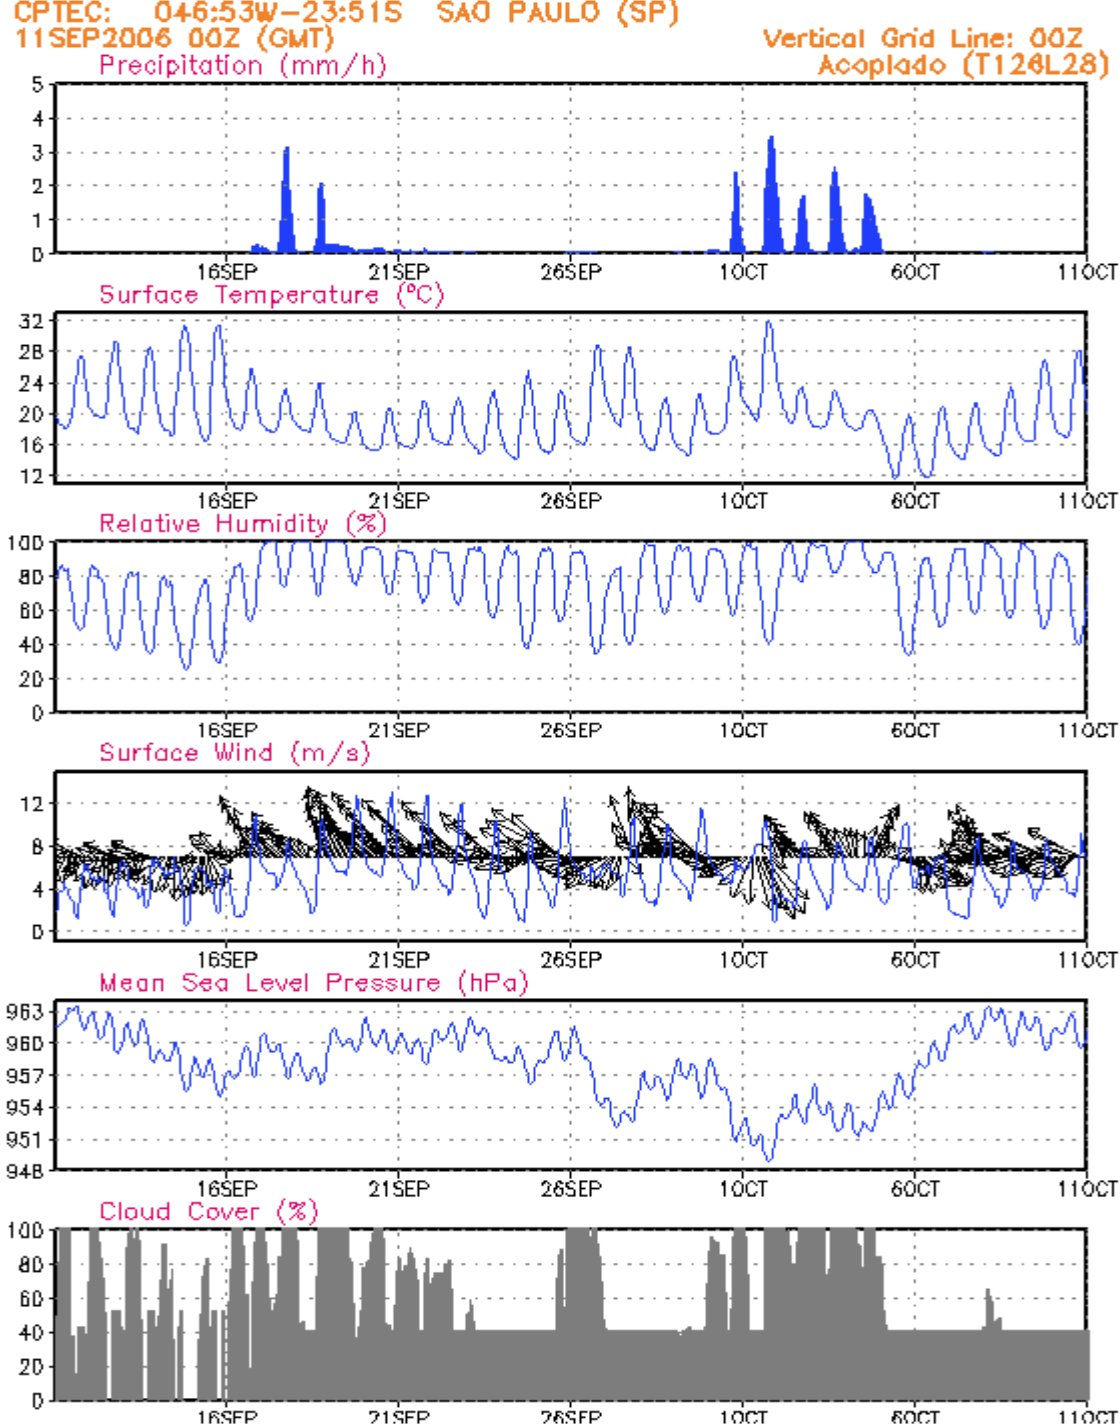 CPTEC: 046:53W-23:51S SAO PAULO (SP)
11SEP2006 00Z (GMT)
Vertical Grid Line: 00Z
Acoplado (T126L28)
Precipitation (mm/h)
5
4
3
2
1
0
16SEP 21SEP 26SEP 1OCT 6OCT 11OCT
Surface Temperature (ºC)
32
28
24
20
16
12
16SEP 21SEP 26SEP 1OCT 6OCT 11OCT
Relative Humidity (%)
100
80
60
40
20
0
16SEP 21SEP 26SEP 1OCT 6OCT 11OCT
Surface Wind (m/s)
12
8
4
0
16SEP 21SEP 26SEP 1OCT 6OCT 11OCT
Mean Sea Level Pressure (hPa)
963
960
957
954
951
948
16SEP 21SEP 26SEP 1OCT 6OCT 11OCT
Cloud Cover (%)
100
80
60
40
20
0
16SEP 21SEP 26SEP 1OCT 6OCT 11OCT